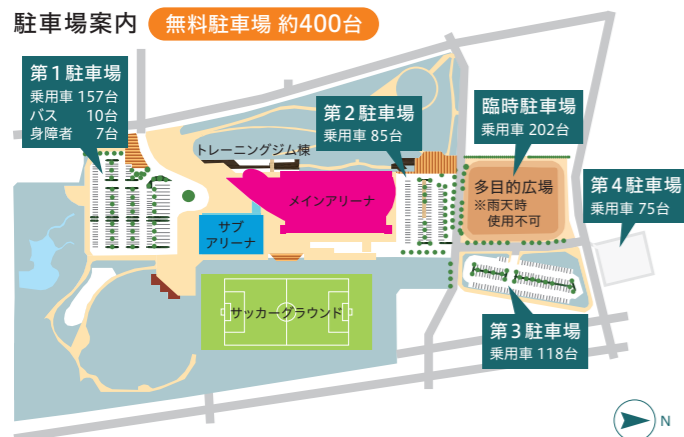 駐車場案内
無料駐車場 約400台
第1駐車場
乗用車 157台
バス 10台
身障者 7台
第2駐車場
乗用車 85台
臨時駐車場
乗用車 202台
トレーニングジム棟
メインアリーナ
多目的広場
※雨天時
使用不可
第4駐車場
乗用車 75台
サブ
アリーナ
サッカーグラウンド
第3駐車場
乗用車 118台
N